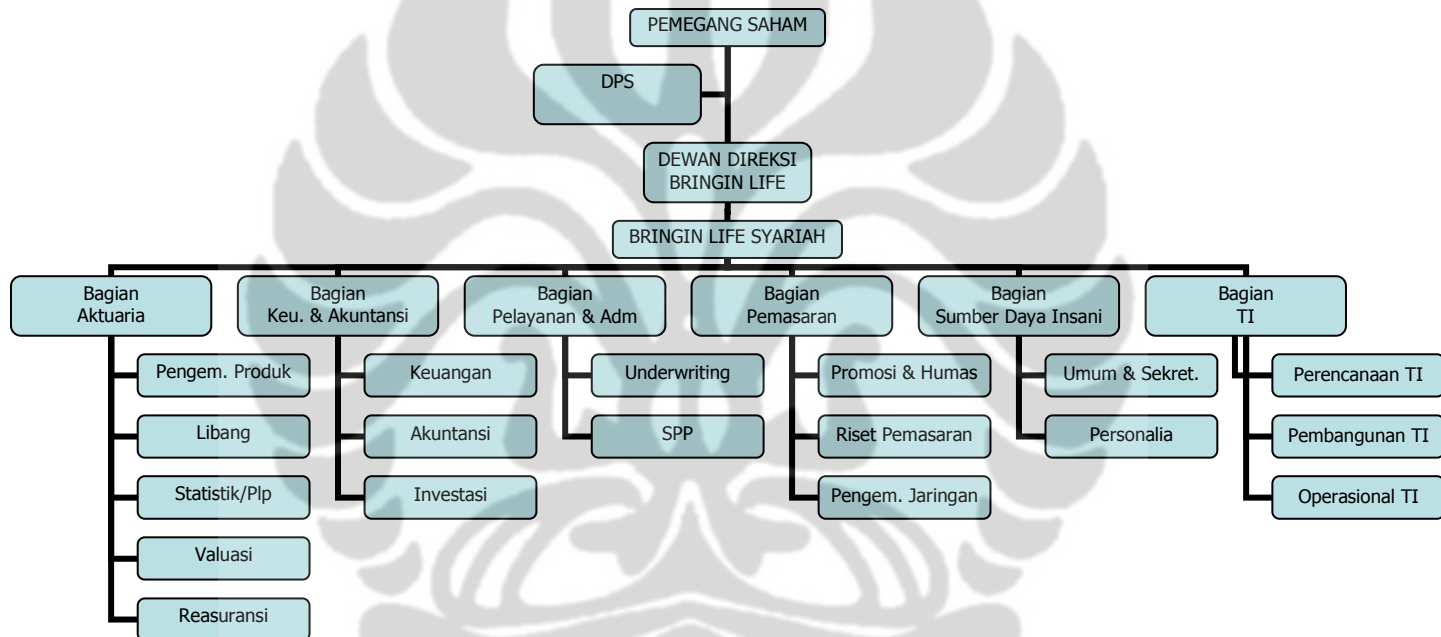 PEMEGANG SAHAM
DPS
DEWAN DIREKSI
BRINGIN LIFE
BRINGIN LIFE SYARIAH
Bagian
Aktuaria
Bagian
Keu. & Akuntansi
Bagian
Pelayanan & Adm
Bagian
Pemasaran
Bagian
Sumber Daya Insani
Bagian
TI
Pengem. Produk
Libang
Statistik/Plp
Valuasi
Reasuransi
Keuangan
Akuntansi
Investasi
Underwriting
SPP
Promosi & Humas
Riset Pemasaran
Pengem. Jaringan
Umum & Sekret.
Personalia
Perencanaan TI
Pembangunan TI
Operasional TI